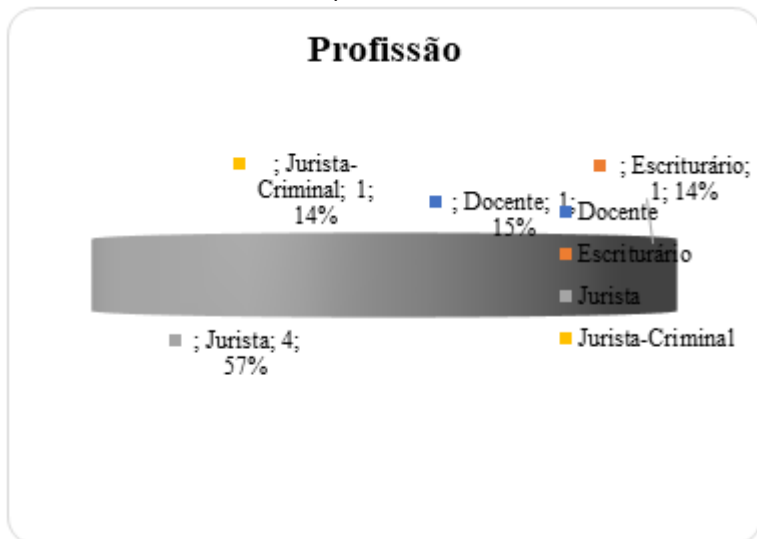 Profissão
; Jurista-
Criminal; 1;
14%
; Docente; 1;
15%
; Escriturário;
1; 14%
Docente
Escriturário
Jurista
Jurista-Criminal
; Jurista; 4;
57%